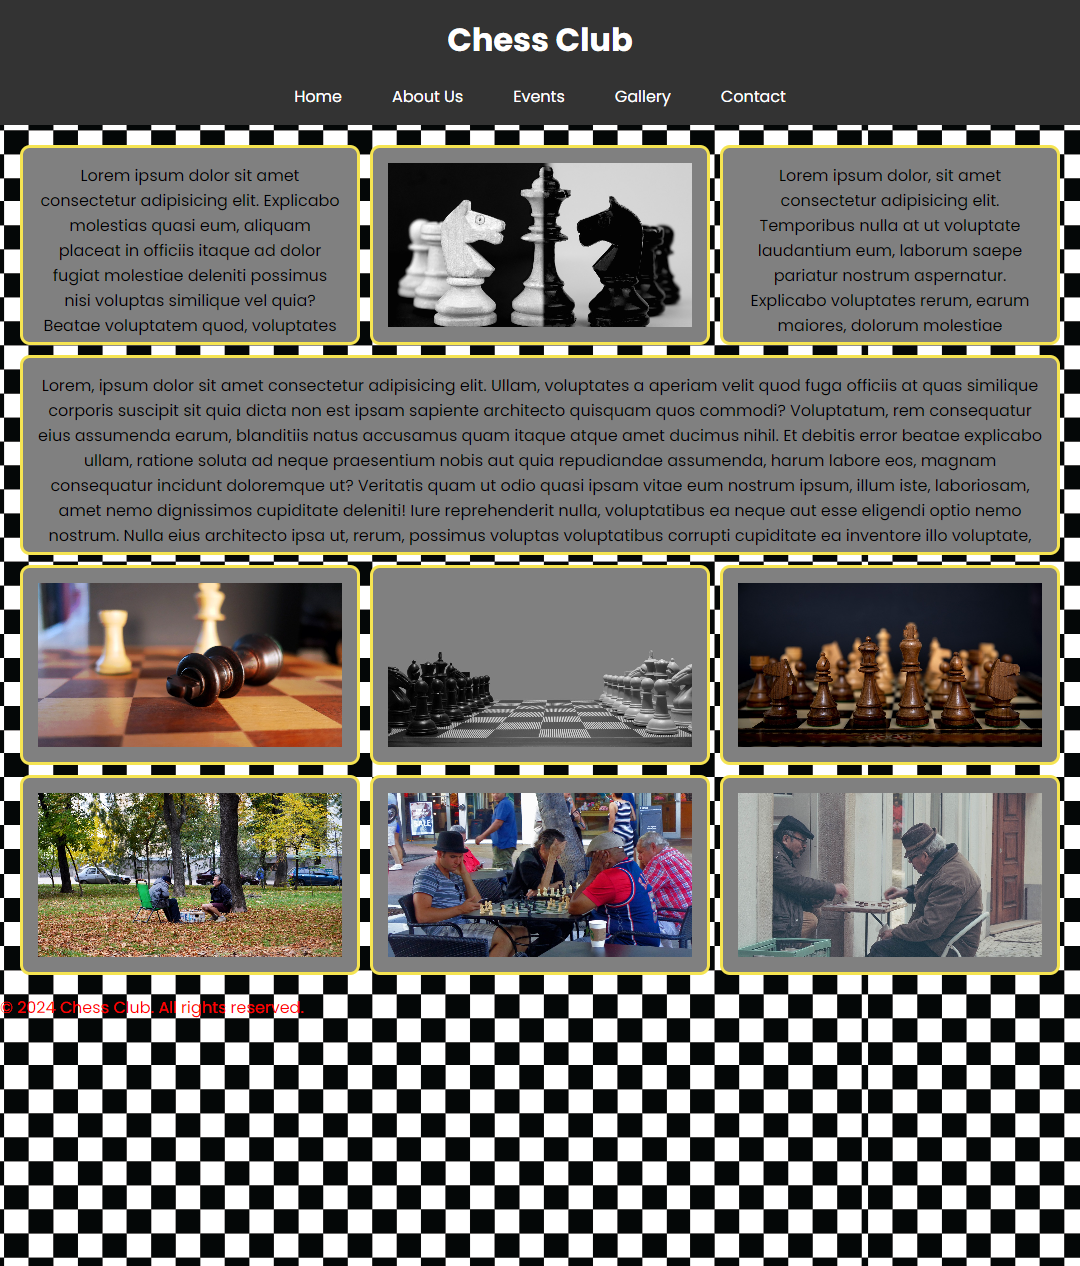 Chess Club
Home About Us Events Gallery Contact
Lorem ipsum dolor sit amet
consectetur adipisicing elit. Explicabo
molestias quasi eum, aliquam
placeat in officiis itaque ad dolor
fugiat molestiae deleniti possimus
nisi voluptas similique vel quia?
Beatae voluptatem quod, voluptates
Lorem ipsum dolor, sit amet
consectetur adipisicing elit.
Temporibus nulla at ut voluptate
laudantium eum, laborum saepe
pariatur nostrum aspernatur.
Explicabo voluptates rerum, earum
maiores, dolorum molestiae
Lorem, ipsum dolor sit amet consectetur adipisicing elit. Ullam, voluptates a aperiam velit quod fuga officiis at quas similique
corporis suscipit sit quia dicta non est ipsam sapiente architecto quisquam quos commodi? Voluptatum, rem consequatur
eius assumenda earum, blanditiis natus accusamus quam itaque atque amet ducimus nihil. Et debitis error beatae explicabo
ullam, ratione soluta ad neque praesentium nobis aut quia repudiandae assumenda, harum labore eos, magnam
consequatur incidunt doloremque ut? Veritatis quam ut odio quasi ipsam vitae eum nostrum ipsum, illum iste, laboriosam,
amet nemo dignissimos cupiditate deleniti! Iure reprehenderit nulla, voluptatibus ea neque aut esse eligendi optio nemo
nostrum. Nulla eius architecto ipsa ut, rerum, possimus voluptas voluptatibus corrupti cupiditate ea inventore illo voluptate,
© 2024 Chess Club. All rights reserved.